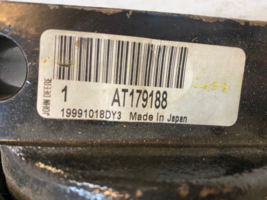 JOHN DEERE
1 AT179188
19991018DY3 Made In Japan